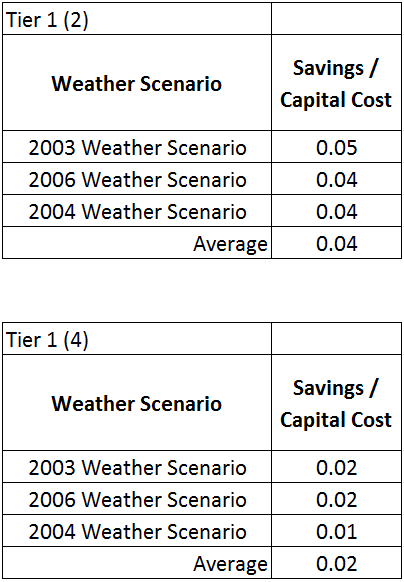 Tier 1 (2)
Weather Scenario
Savings /
Capital Cost
2003 Weather Scenario 0.05
2006 Weather Scenario 0.04
2004 Weather Scenario 0.04
Average 0.04
Tier 1 (4)
Weather Scenario
Savings /
Capital Cost
2003 Weather Scenario 0.02
2006 Weather Scenario 0.02
2004 Weather Scenario 0.01
Average 0.02